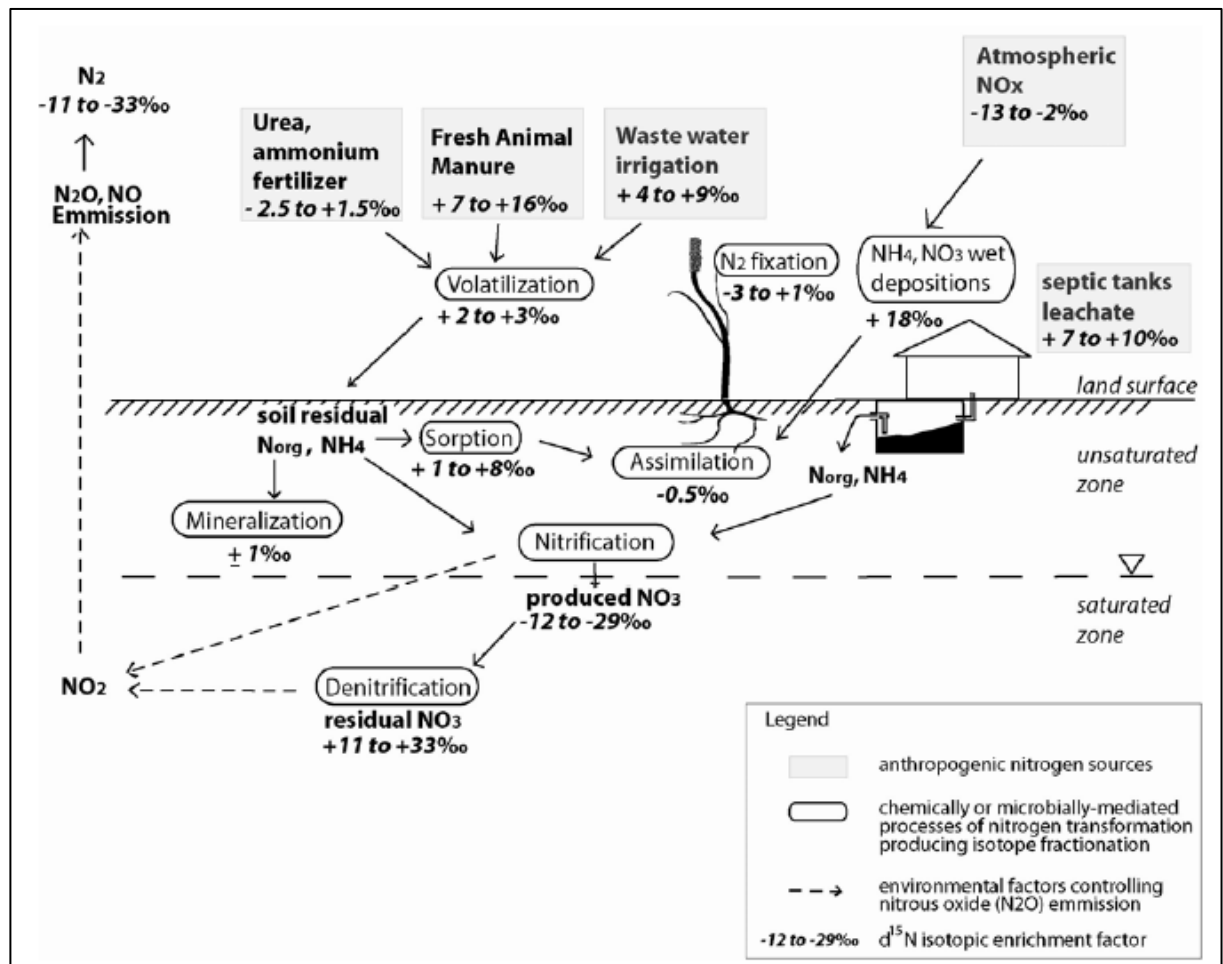 N2
-11 to -33‰
N2O, NO
Emmission
Urea,
ammonium
fertilizer
- 2.5 to +1.5‰
Fresh Animal
Manure
+ 7 to +16‰
Waste water
irrigation
+ 4 to +9‰
Atmospheric
NOx
-13 to -2‰
Volatilization
+ 2 to +3‰
N2 fixation
-3 to +1‰
NH4, NO3 wet
depositions
+ 18‰
septic tanks
leachate
+ 7 to +10‰
land surface
soil residual
Norg , NH4
Sorption
+ 1 to +8‰
Assimilation
-0.5‰
Norg, NH4
unsaturated
zone
Mineralization
± 1‰
Nitrification
produced NO3
-12 to -29‰
saturated
zone
NO2
Denitrification
residual NO3
+11 to +33‰
Legend
anthropogenic nitrogen sources
chemically or microbially-mediated
processes of nitrogen transformation
producing isotope fractionation
environmental factors controlling
nitrous oxide (N2O) emmission
-12 to -29‰ d15N isotopic enrichment factor